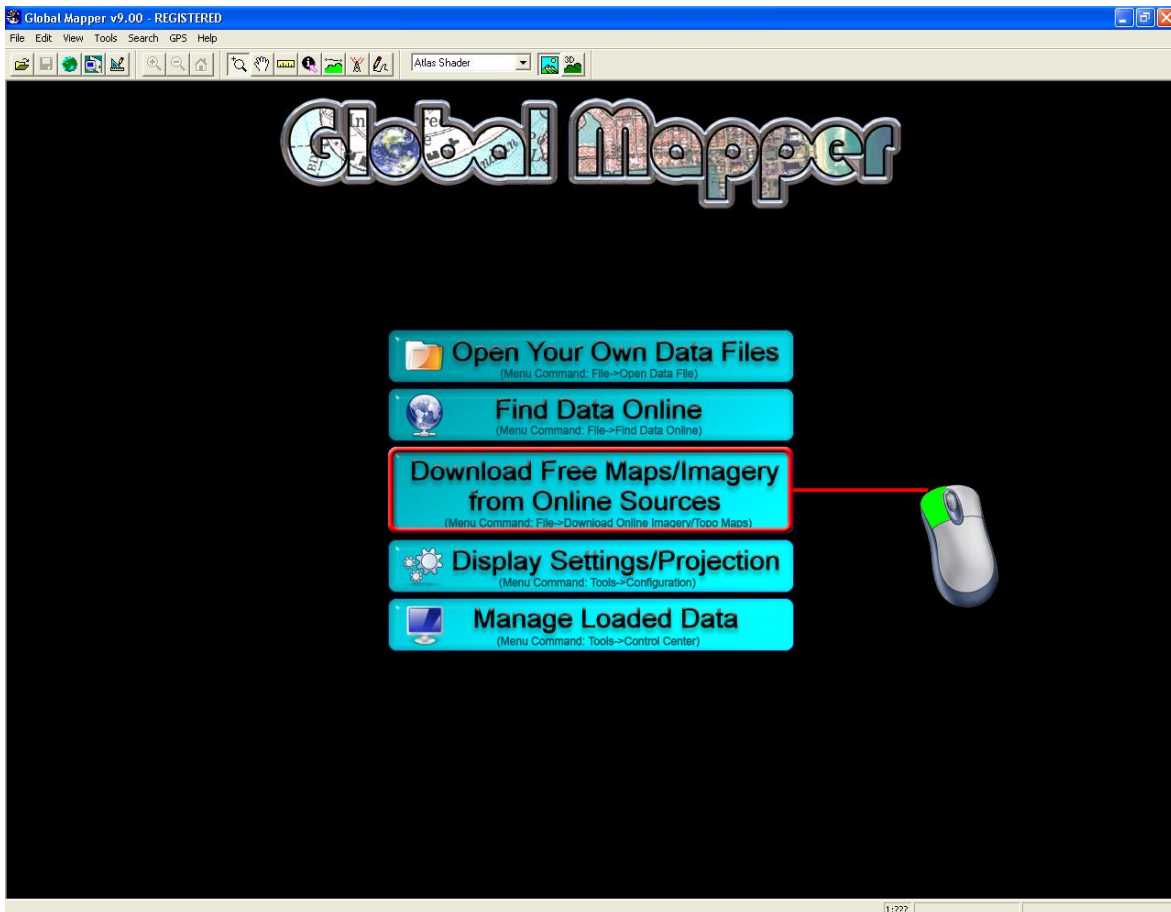 Global Mapper v9.00 - REGISTERED
File Edit View Tools Search GPS Help
Atlas Shader
3D
Global Mapper
Open Your Own Data Files
(Menu Command: File->Open Data File)
Find Data Online
(Menu Command: File->Find Data Online)
Download Free Maps/Imagery
from Online Sources
(Menu Command: File->Download Online Imagery/Topo Maps)
Display Settings/Projection
(Menu Command: Tools->Configuration)
Manage Loaded Data
(Menu Command: Tools->Control Center)
1:???